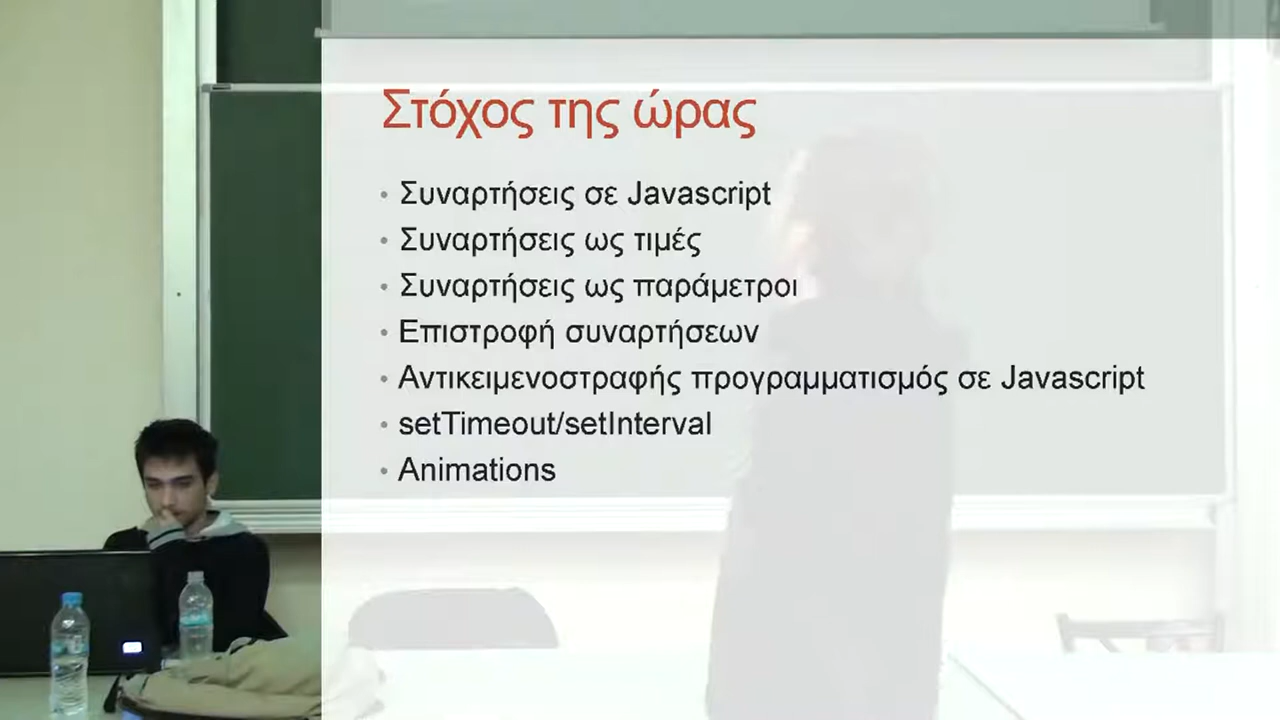 Στόχος της ώρας
• Συναρτήσεις σε Javascript
• Συναρτήσεις ως τιμές
• Συναρτήσεις ως παράμετροι
• Επιστροφή συναρτήσεων
• Αντικειμενοστραφής προγραμματισμός σε Javascript
• setTimeout/setInterval
• Animations